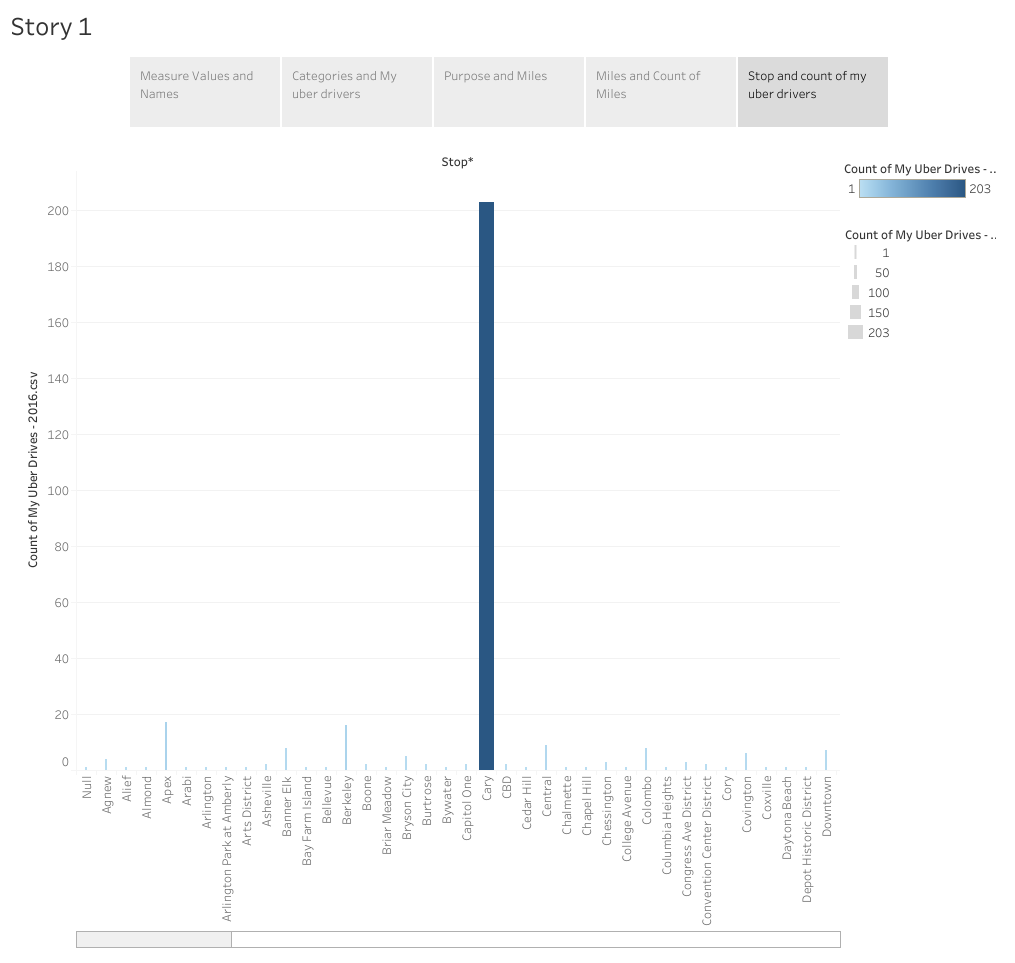 Story 1
Measure Values and
Names
Categories and My
uber drivers
Purpose and Miles
Miles and Count of
Miles
Stop and count of my
uber drivers
Stop*
Count of My Uber Drives - ..
1
203
Count of My Uber Drives - ..
1
50
100
150
203
Count of My Uber Drives - 2016.csv
200
180
160
140
120
100
80
60
40
20
0
Null
Agnew
Alief
Almond
Apex
Arabi
Arlington
Arlington Park at Amberly
Arts District
Asheville
Banner Elk
Bay Farm Island
Bellevue
Berkeley
Boone
Briar Meadow
Bryson City
Burtrose
Bywater
Capitol One
Cary
CBD
Cedar Hill
Central
Chalmette
Chapel Hill
Chessington
College Avenue
Colombo
Columbia Heights
Congress Ave District
Convention Center District
Cory
Covington
Coxville
Daytona Beach
Depot Historic District
Downtown